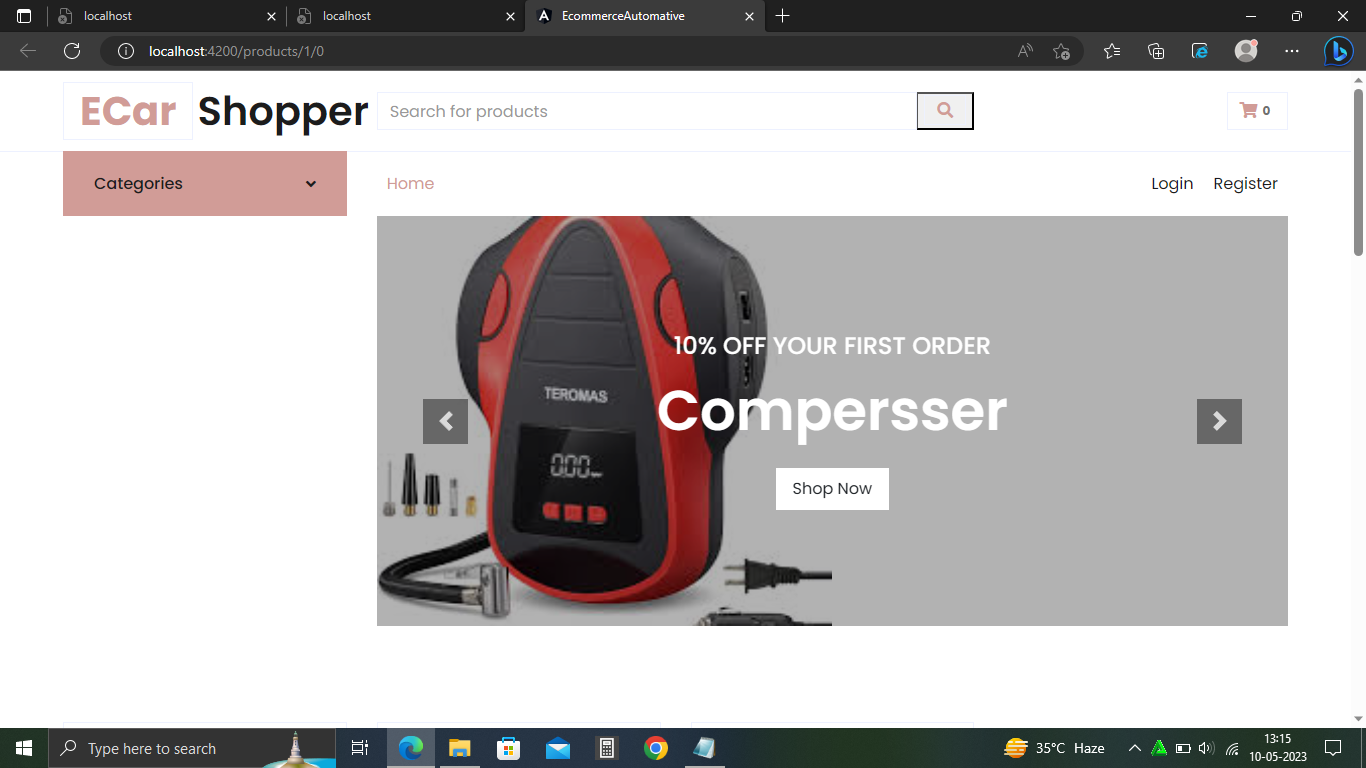 localhost
localhost
EcommerceAutomative
localhost:4200/products/1/0
ECar Shopper
Search for products
0
Categories
Home
Login
Register
10% OFF YOUR FIRST ORDER
TEROMAS
Compersser
000
Shop Now
Type here to search
35°C Haze
13:15
10-05-2023